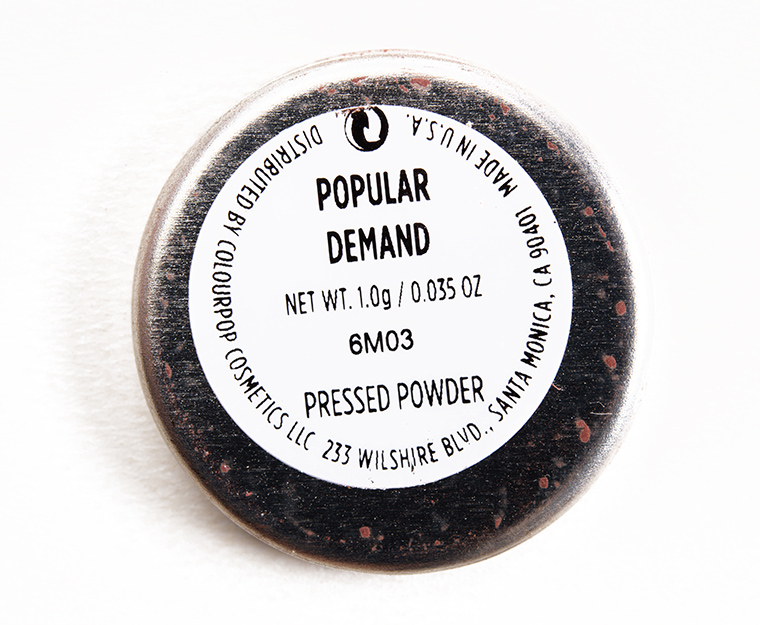 POPULAR
DEMAND
NET WT. 1.0g / 0.035 OZ
6M03
PRESSED POWDER
DISTRIBUTED BY COLOURPOP COSMETICS LLC 233 WILSHIRE BLVD., SANTA MONICA, CA 90401 MADE IN U.S.A.